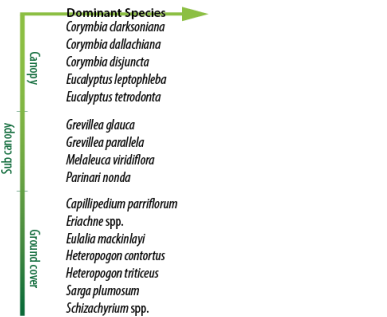 Dominant Species
Canopy
Corymbia clarksoniana
Corymbia dallachiana
Corymbia disjuncta
Eucalyptus leptophleba
Eucalyptus tetrodonta
Sub canopy
Grevillea glauca
Grevillea parallela
Melaleuca viridiflora
Parinari nonda
Ground cover
Capillipedium parriflorum
Eriachne spp.
Eulalia mackinlayi
Heteropogon contortus
Heteropogon triticeus
Sarga plumosum
Schizachyrium spp.